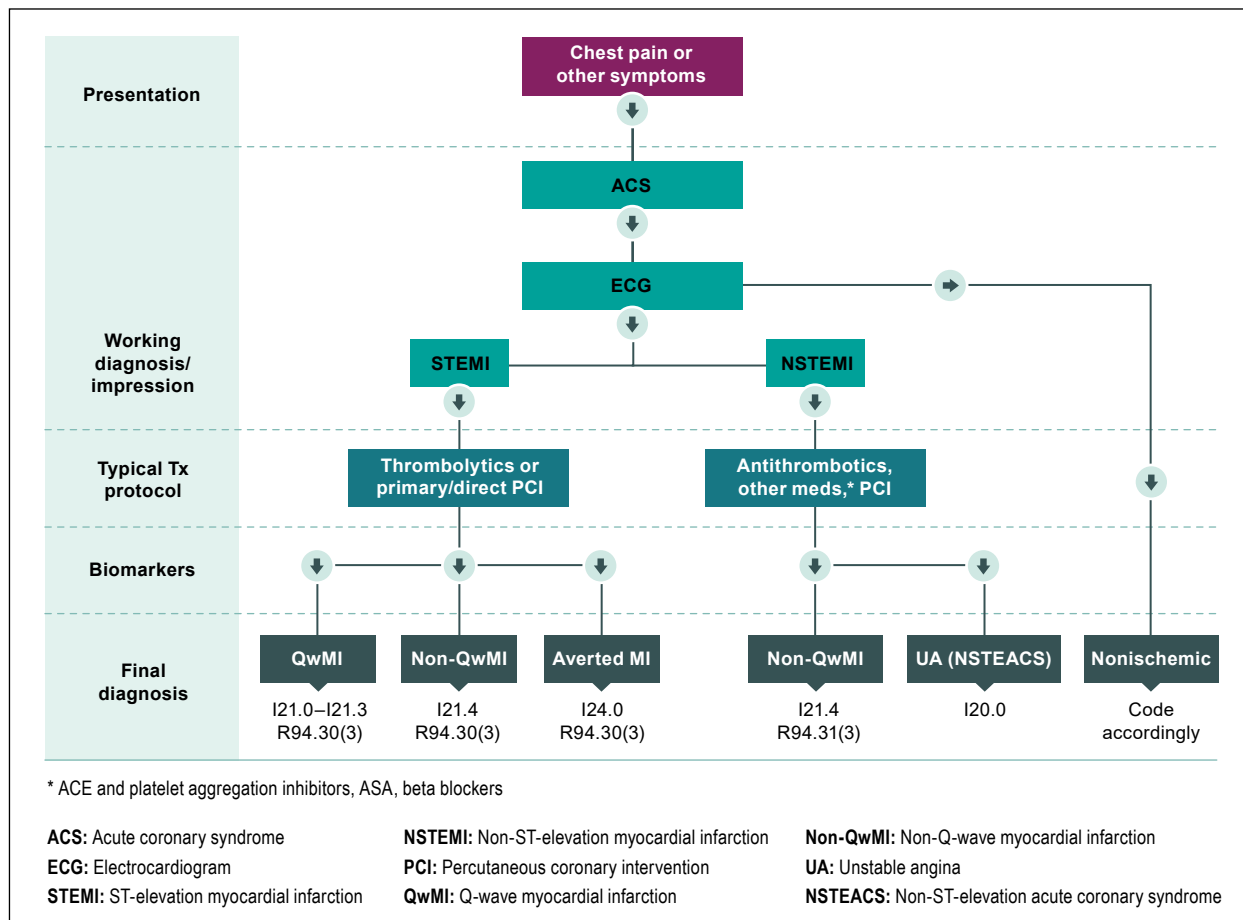 Chest pain or
other symptoms
Presentation
ACS
ECG
Working
diagnosis/
impression
STEMI
NSTEMI
Typical Tx
protocol
Thrombolytics or
primary/direct PCI
Antithrombotics,
other meds,* PCI
Biomarkers
Final
diagnosis
QwMI
Non-QwMI
Averted MI
Non-QwMI
UA (NSTEACS)
Nonischemic
I21.0–I21.3
R94.30(3)
I21.4
R94.30(3)
I24.0
R94.30(3)
I21.4
R94.31(3)
I20.0
Code
accordingly
* ACE and platelet aggregation inhibitors, ASA, beta blockers
ACS: Acute coronary syndrome
ECG: Electrocardiogram
STEMI: ST-elevation myocardial infarction
NSTEMI: Non-ST-elevation myocardial infarction
PCI: Percutaneous coronary intervention
QwMI: Q-wave myocardial infarction
Non-QwMI: Non-Q-wave myocardial infarction
UA: Unstable angina
NSTEACS: Non-ST-elevation acute coronary syndrome